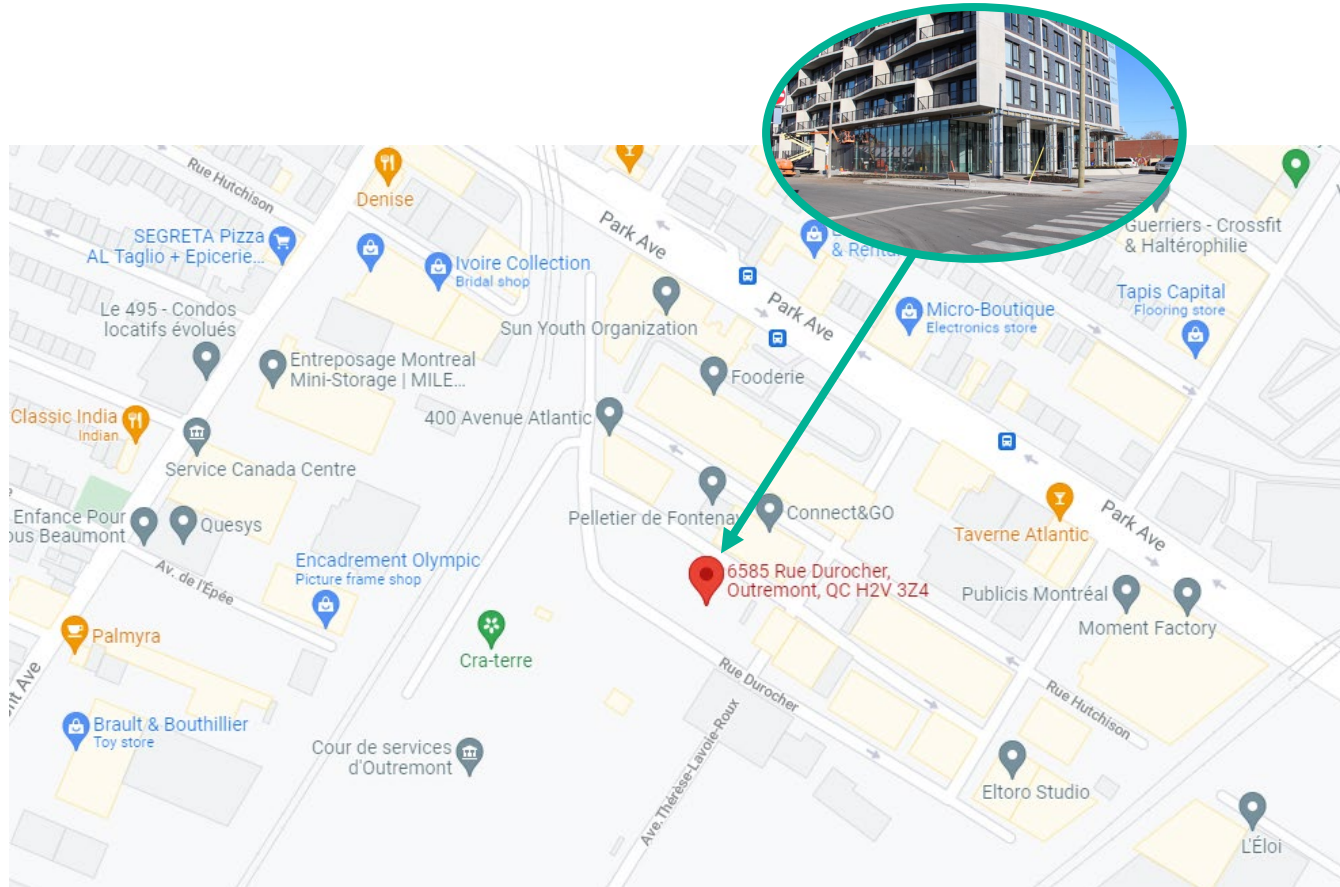 Rue Hutchison
Denise
Park Ave
Guerriers - Crossfit
& Haltérophilie
SEGRETA Pizza
AL Taglio + Epicerie...
Ivoire Collection
Bridal shop
Tapis Capital
Flooring store
Le 495 - Condos
locatifs évolués
Sun Youth Organization
Park Ave
Micro-Boutique
Electronics store
Entreposage Montreal
Mini-Storage | MILE...
Fooderie
Classic India
Indian
400 Avenue Atlantic
Service Canada Centre
Enfance Pour
ous Beaumont
Quesys
Pelletier de Fontenay
Connect&GO
Taverne Atlantic
Park Ave
Encadrement Olympic
Picture frame shop
Av. de l'Épée
6585 Rue Durocher,
Outremont, QC H2V 3Z4
Publicis Montréal
Moment Factory
Palmyra
Cra-terre
Rue Durocher
Rue Hutchison
nt Ave
Brault & Bouthillier
Toy store
Cour de services
d'Outremont
Ave. Thérèse-Lavoie-Roux
Eltoro Studio
L'Éloi